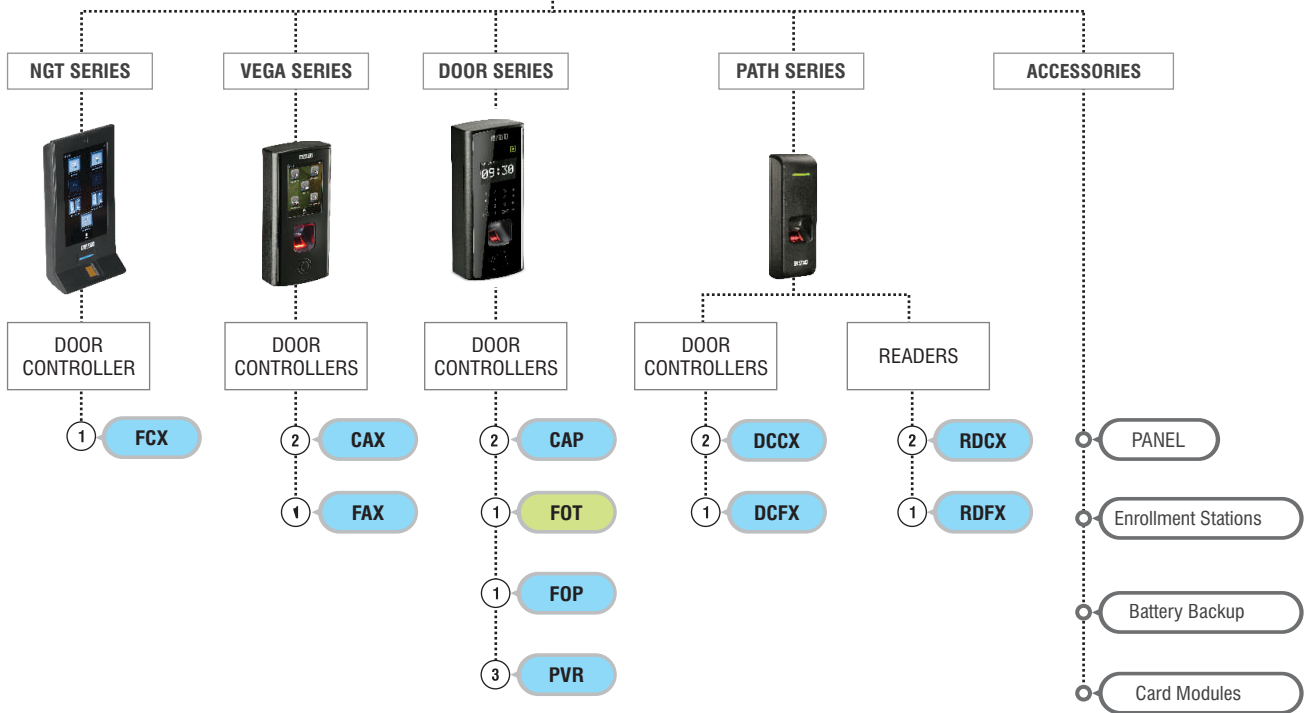 NGT SERIES
VEGA SERIES
DOOR SERIES
PATH SERIES
ACCESSORIES
09:30
DOOR
CONTROLLER
DOOR
CONTROLLERS
DOOR
CONTROLLERS
DOOR
CONTROLLERS
READERS
1 FCX
2 CAX
2 CAP
2 DCCX
2 RDCX
PANEL
1 FAX
1 FOT
1 DCFX
1 RDFX
Enrollment Stations
1 FOP
Battery Backup
3 PVR
Card Modules